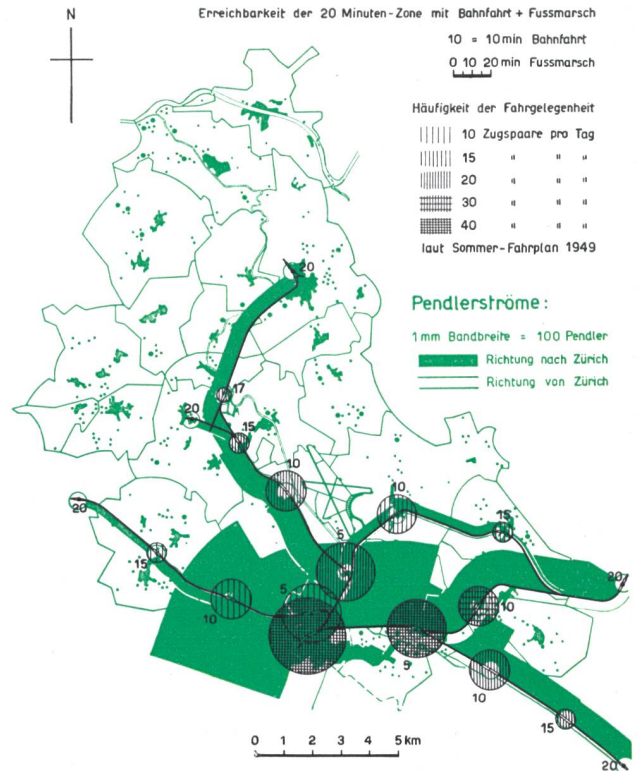 N
Erreichbarkeit der 20 Minuten-Zone mit Bahnfahrt + Fussmarsch
10 = 10 min Bahnfahrt
0 10 20 min Fussmarsch
Häufigkeit der Fahrgelegenheit
10 Zugspaare pro Tag
15 " " "
20 " " "
30 " " "
40 " " "
laut Sommer-Fahrplan 1949
Pendlerströme:
1 mm Bandbreite = 100 Pendler
Richtung nach Zürich
Richtung von Zürich
20
17
20
15
10
10
20
15
5
15
20
5
10
10
5
10
15
20
0 1 2 3 4 5 km